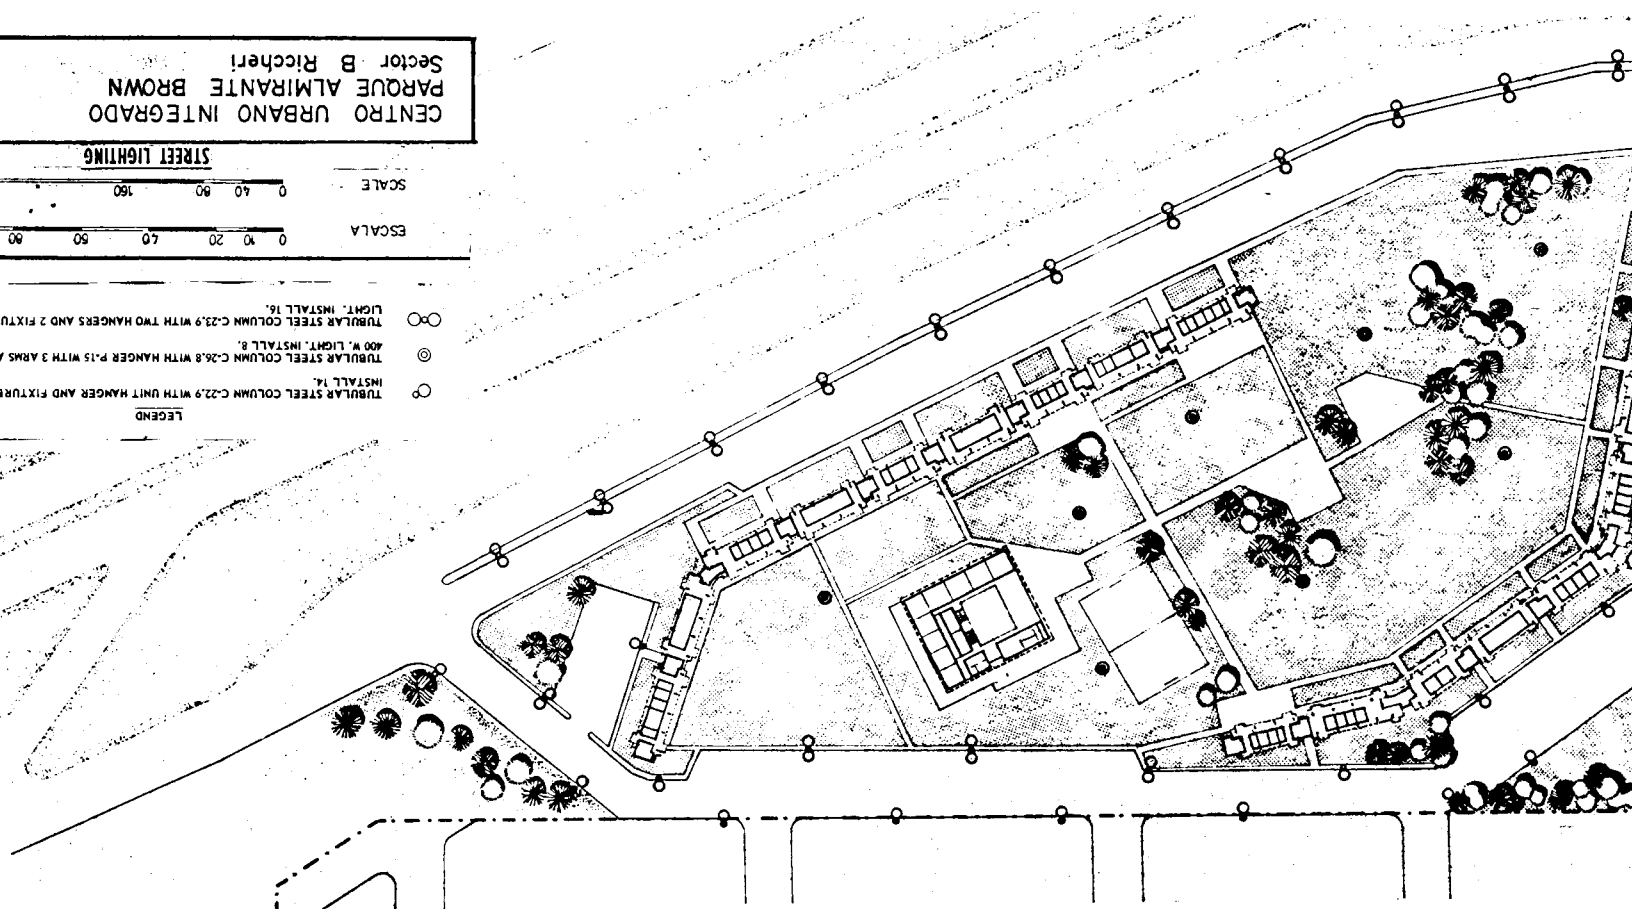 LEGEND
TUBULAR STEEL COLUMN C-22,9 WITH UNIT HANGER AND FIXTURE
INSTALL 14.
TUBULAR STEEL COLUMN C-26,8 WITH HANGER P-15 WITH 3 ARMS A
400 W. LIGHT. INSTALL 8.
TUBULAR STEEL COLUMN C-23,9 WITH TWO HANGERS AND 2 FIXTU
LIGHT. INSTALL 16.
ESCALA 0 10 20 40 60 80
SCALE 0 40 80 160
STREET LIGHTING
CENTRO URBANO INTEGRADO
PARQUE ALMIRANTE BROWN
Sector B Riccheri